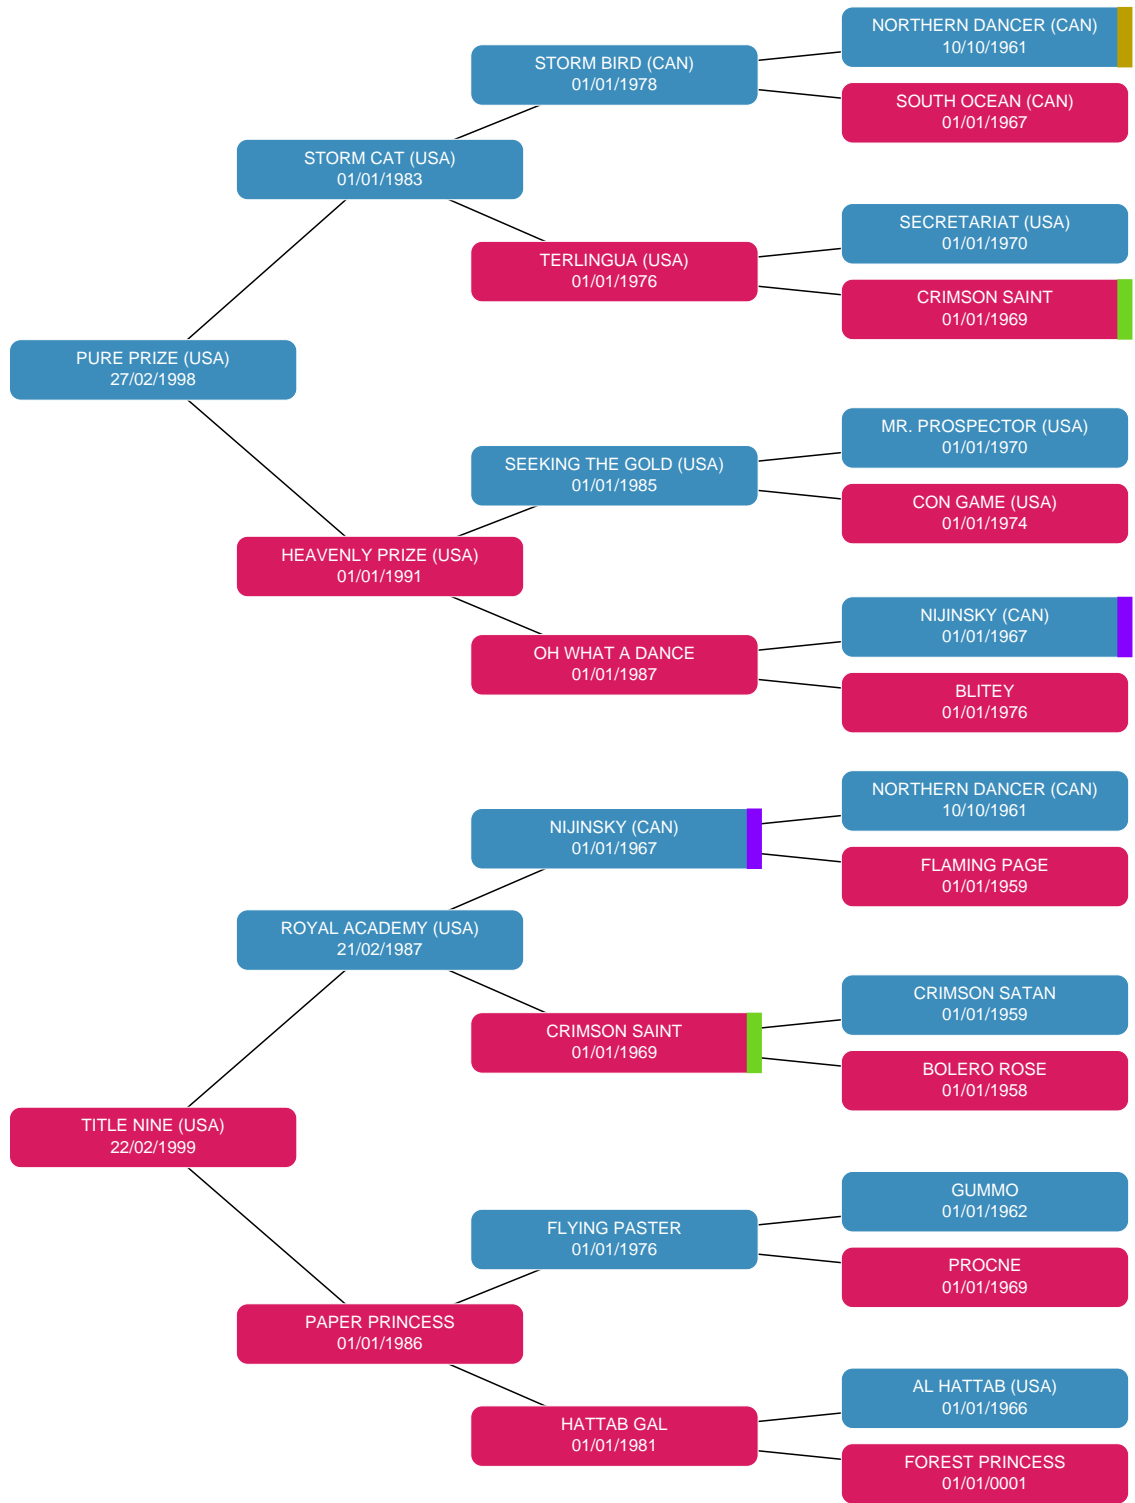 NORTHERN DANCER (CAN)
10/10/1961
STORM BIRD (CAN)
01/01/1978
SOUTH OCEAN (CAN)
01/01/1967
STORM CAT (USA)
01/01/1983
SECRETARIAT (USA)
01/01/1970
TERLINGUA (USA)
01/01/1976
CRIMSON SAINT
01/01/1969
PURE PRIZE (USA)
27/02/1998
MR. PROSPECTOR (USA)
01/01/1970
SEEKING THE GOLD (USA)
01/01/1985
CON GAME (USA)
01/01/1974
HEAVENLY PRIZE (USA)
01/01/1991
NIJINSKY (CAN)
01/01/1967
OH WHAT A DANCE
01/01/1987
BLITEY
01/01/1976
NORTHERN DANCER (CAN)
10/10/1961
NIJINSKY (CAN)
01/01/1967
FLAMING PAGE
01/01/1959
ROYAL ACADEMY (USA)
21/02/1987
CRIMSON SATAN
01/01/1959
CRIMSON SAINT
01/01/1969
BOLERO ROSE
01/01/1958
TITLE NINE (USA)
22/02/1999
GUMMO
01/01/1962
FLYING PASTER
01/01/1976
PROCNE
01/01/1969
PAPER PRINCESS
01/01/1986
AL HATTAB (USA)
01/01/1966
HATTAB GAL
01/01/1981
FOREST PRINCESS
01/01/0001